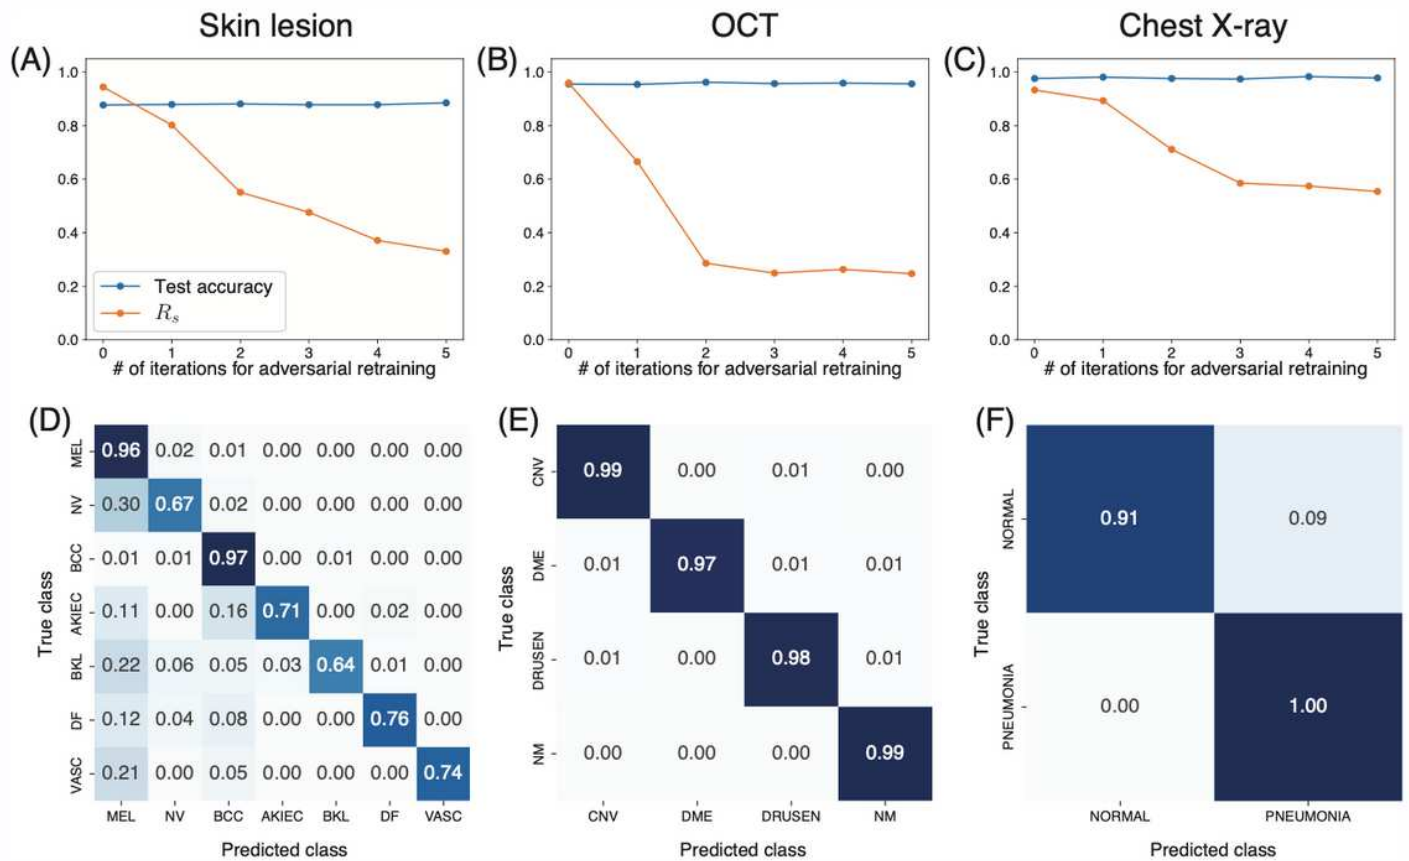 Skin lesion
OCT
Chest X-ray
(A)
1.0
0.8
0.6
0.4
0.2
0.0
Test accuracy
R_s
0 1 2 3 4 5
# of iterations for adversarial retraining
(B)
1.0
0.8
0.6
0.4
0.2
0.0
0 1 2 3 4 5
# of iterations for adversarial retraining
(C)
1.0
0.8
0.6
0.4
0.2
0.0
0 1 2 3 4 5
# of iterations for adversarial retraining
(D)
True class
MEL 0.96 0.02 0.01 0.00 0.00 0.00 0.00
NV 0.30 0.67 0.02 0.00 0.00 0.00 0.00
BCC 0.01 0.01 0.97 0.00 0.01 0.00 0.00
AKIEC 0.11 0.00 0.16 0.71 0.00 0.02 0.00
BKL 0.22 0.06 0.05 0.03 0.64 0.01 0.00
DF 0.12 0.04 0.08 0.00 0.00 0.76 0.00
VASC 0.21 0.00 0.05 0.00 0.00 0.00 0.74
MEL NV BCC AKIEC BKL DF VASC
Predicted class
(E)
True class
CNV 0.99 0.00 0.01 0.00
DME 0.01 0.97 0.01 0.01
DRUSEN 0.01 0.00 0.98 0.01
NM 0.00 0.00 0.00 0.99
CNV DME DRUSEN NM
Predicted class
(F)
True class
NORMAL 0.91 0.09
PNEUMONIA 0.00 1.00
NORMAL PNEUMONIA
Predicted class